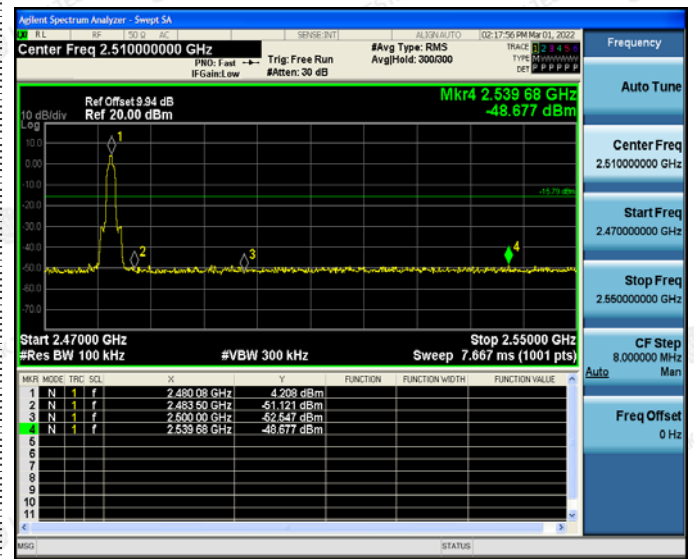 Agilent Spectrum Analyzer - Swept SA
RL RF 50 Ω AC SENSE:INT ALIGNAUTO 02:17:56 PM Mar 01, 2022
Center Freq 2.510000000 GHz
PNO: Fast
IFGain:Low
Trig: Free Run
#Atten: 30 dB
#Avg Type: RMS
Avg|Hold: 300/300
TRACE 1 2 3 4 5 6
TYPE M
DET P P P P P P
Frequency
Auto Tune
Center Freq
2.510000000 GHz
Start Freq
2.470000000 GHz
Stop Freq
2.550000000 GHz
CF Step
8.000000 MHz
Auto Man
Freq Offset
0 Hz
Mkr4 2.539 68 GHz
-48.677 dBm
Ref Offset 9.94 dB
10 dB/div Ref 20.00 dBm
Log
10.0
0.00
-10.0
-20.0
-30.0
-40.0
-50.0
-60.0
-70.0
1
2
3
4
-15.79 dBm
Start 2.47000 GHz Stop 2.55000 GHz
#Res BW 100 kHz #VBW 300 kHz Sweep 7.667 ms (1001 pts)
MKR MODE TRC SCL X Y FUNCTION FUNCTION WIDTH FUNCTION VALUE
1 N 1 f 2.480 08 GHz 4.208 dBm
2 N 1 f 2.483 50 GHz -51.121 dBm
3 N 1 f 2.500 00 GHz -52.547 dBm
4 N 1 f 2.539 68 GHz -48.677 dBm
5
6
7
8
9
10
11
MSG STATUS